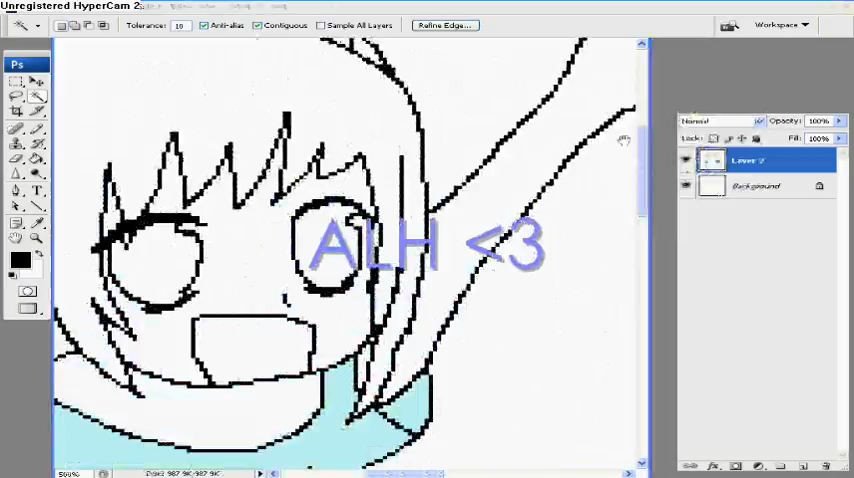 Unregistered HyperCam 2
Tolerance: 10 Anti-alias Contiguous Sample All Layers Refine Edge... Workspace
Ps
Normal Opacity: 100%
Lock: Fill: 100%
Layer 2
Background
ALH <3
500%